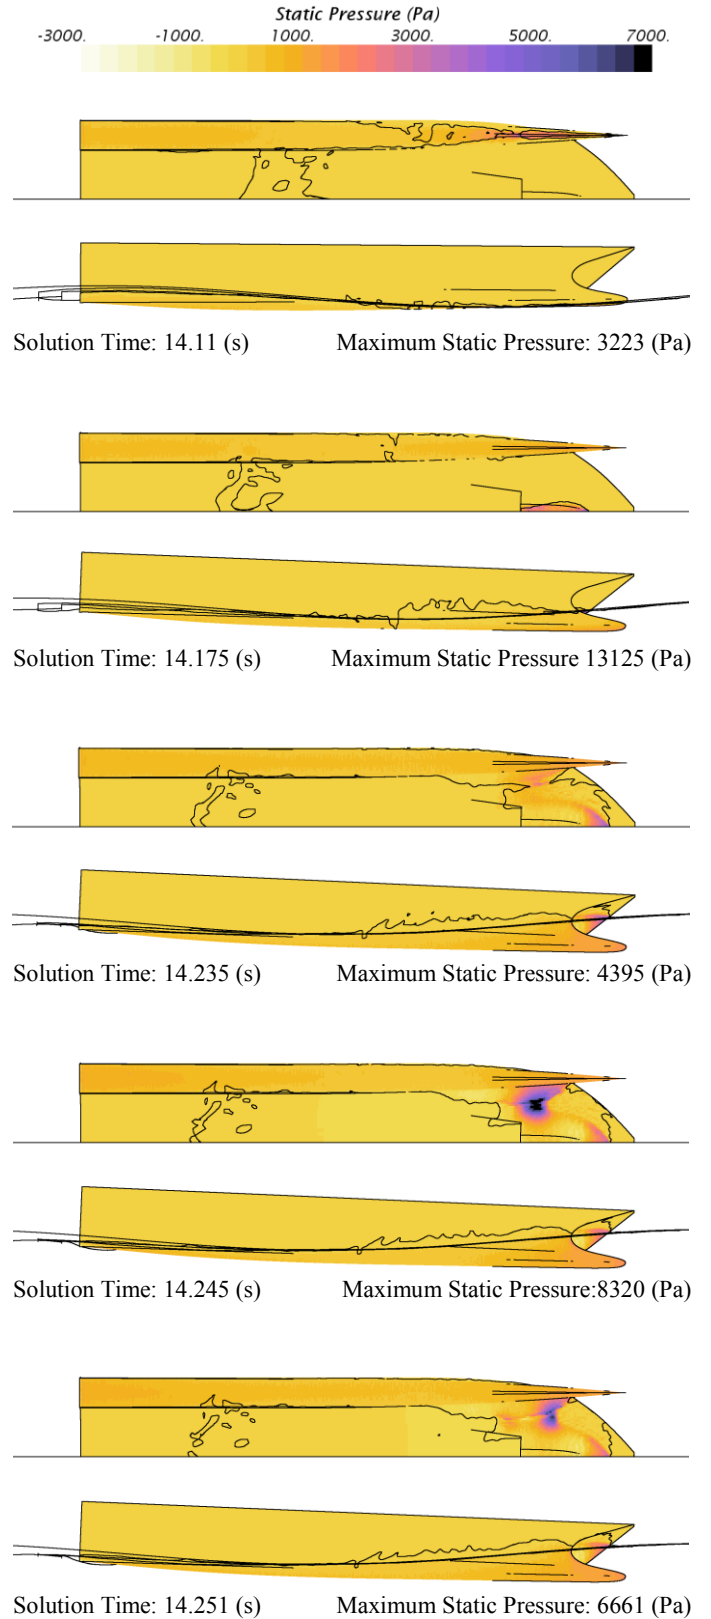 Static Pressure (Pa)
-3000. -1000. 1000. 3000. 5000. 7000.
Solution Time: 14.11 (s) Maximum Static Pressure: 3223 (Pa)
Solution Time: 14.175 (s) Maximum Static Pressure 13125 (Pa)
Solution Time: 14.235 (s) Maximum Static Pressure: 4395 (Pa)
Solution Time: 14.245 (s) Maximum Static Pressure:8320 (Pa)
Solution Time: 14.251 (s) Maximum Static Pressure: 6661 (Pa)